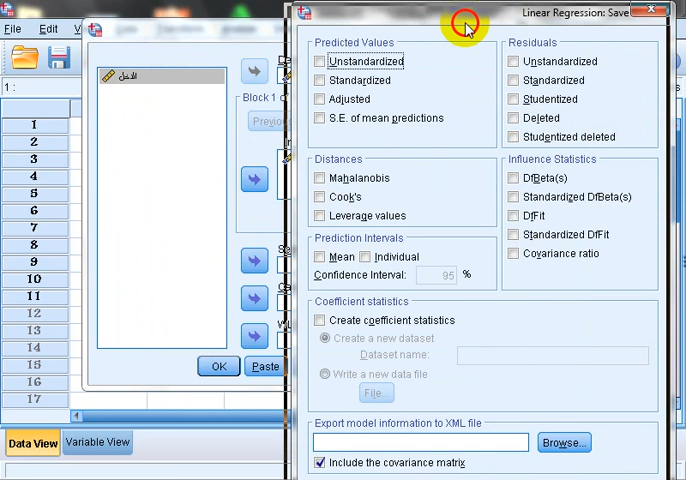 Linear Regression: Save
File
Edit
V
1 :
الدخل
Block 1 o
Previo
1
2
3
4
5
6
7
8
9
10
11
12
13
14
15
16
17
OK
Paste
Data View
Variable View
Predicted Values
Unstandardized
Standardized
Adjusted
S.E. of mean predictions
Residuals
Unstandardized
Standardized
Studentized
Deleted
Studentized deleted
Distances
Mahalanobis
Cook's
Leverage values
Influence Statistics
DfBeta(s)
Standardized DfBeta(s)
DfFit
Standardized DfFit
Covariance ratio
Prediction Intervals
Mean Individual
Confidence Interval: 95 %
Coefficient statistics
Create coefficient statistics
Create a new dataset
Dataset name:
Write a new data file
File...
Export model information to XML file
Browse...
Include the covariance matrix